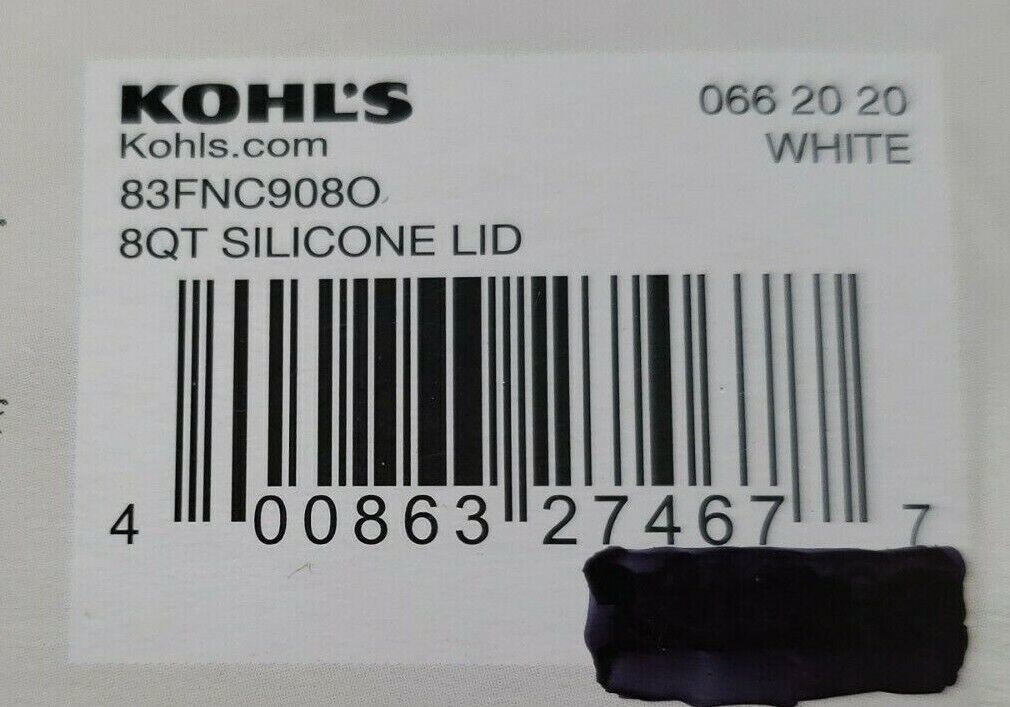 KOHL'S
Kohls.com
066 20 20
WHITE
83FNC908O
8QT SILICONE LID
4 00863 27467 7